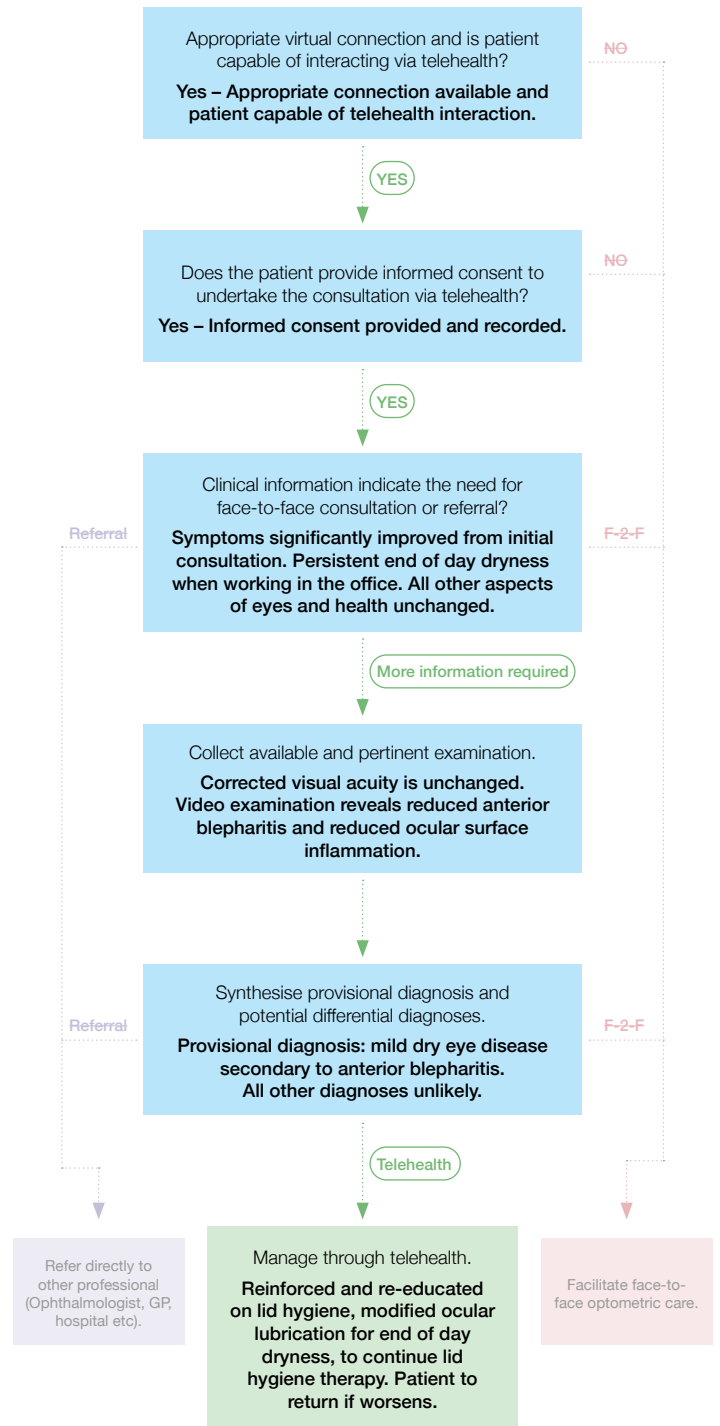 Appropriate virtual connection and is patient
capable of interacting via telehealth?
Yes – Appropriate connection available and
patient capable of telehealth interaction.
NO
YES
Does the patient provide informed consent to
undertake the consultation via telehealth?
Yes – Informed consent provided and recorded.
NO
YES
Clinical information indicate the need for
face-to-face consultation or referral?
Symptoms significantly improved from initial
consultation. Persistent end of day dryness
when working in the office. All other aspects
of eyes and health unchanged.
Referral
F-2-F
More information required
Collect available and pertinent examination.
Corrected visual acuity is unchanged.
Video examination reveals reduced anterior
blepharitis and reduced ocular surface
inflammation.
Synthesise provisional diagnosis and
potential differential diagnoses.
Provisional diagnosis: mild dry eye disease
secondary to anterior blepharitis.
All other diagnoses unlikely.
Referral
F-2-F
Telehealth
Refer directly to
other professional
(Ophthalmologist, GP,
hospital etc).
Manage through telehealth.
Reinforced and re-educated
on lid hygiene, modified ocular
lubrication for end of day
dryness, to continue lid
hygiene therapy. Patient to
return if worsens.
Facilitate face-to-
face optometric care.